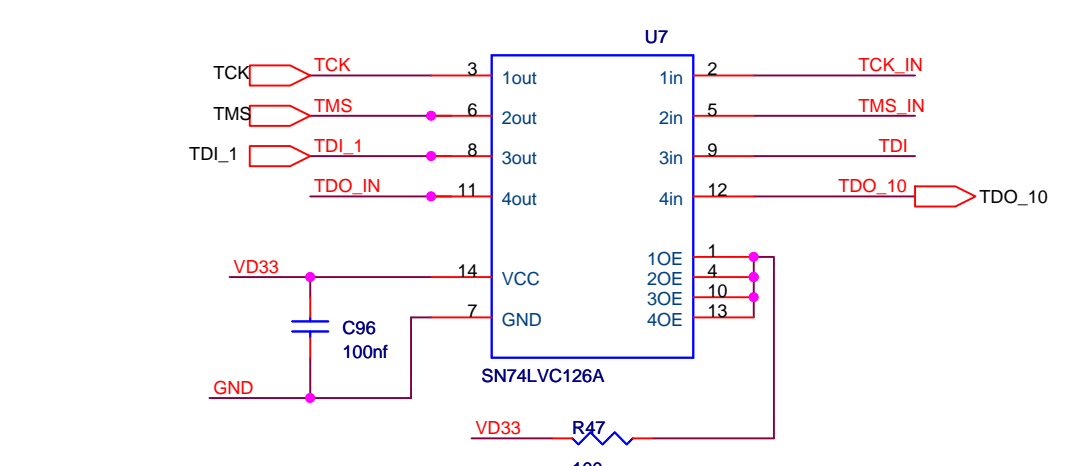 U7
TCK TCK 3 1out 1in 2 TCK_IN
TMS TMS 6 2out 2in 5 TMS_IN
TDI_1 TDI_1 8 3out 3in 9 TDI
TDO_IN 11 4out 4in 12 TDO_10 TDO_10
1OE 1
VD33 14 VCC 2OE 4
3OE 10
7 GND 4OE 13
C96
100nf
SN74LVC126A
GND
VD33 R47